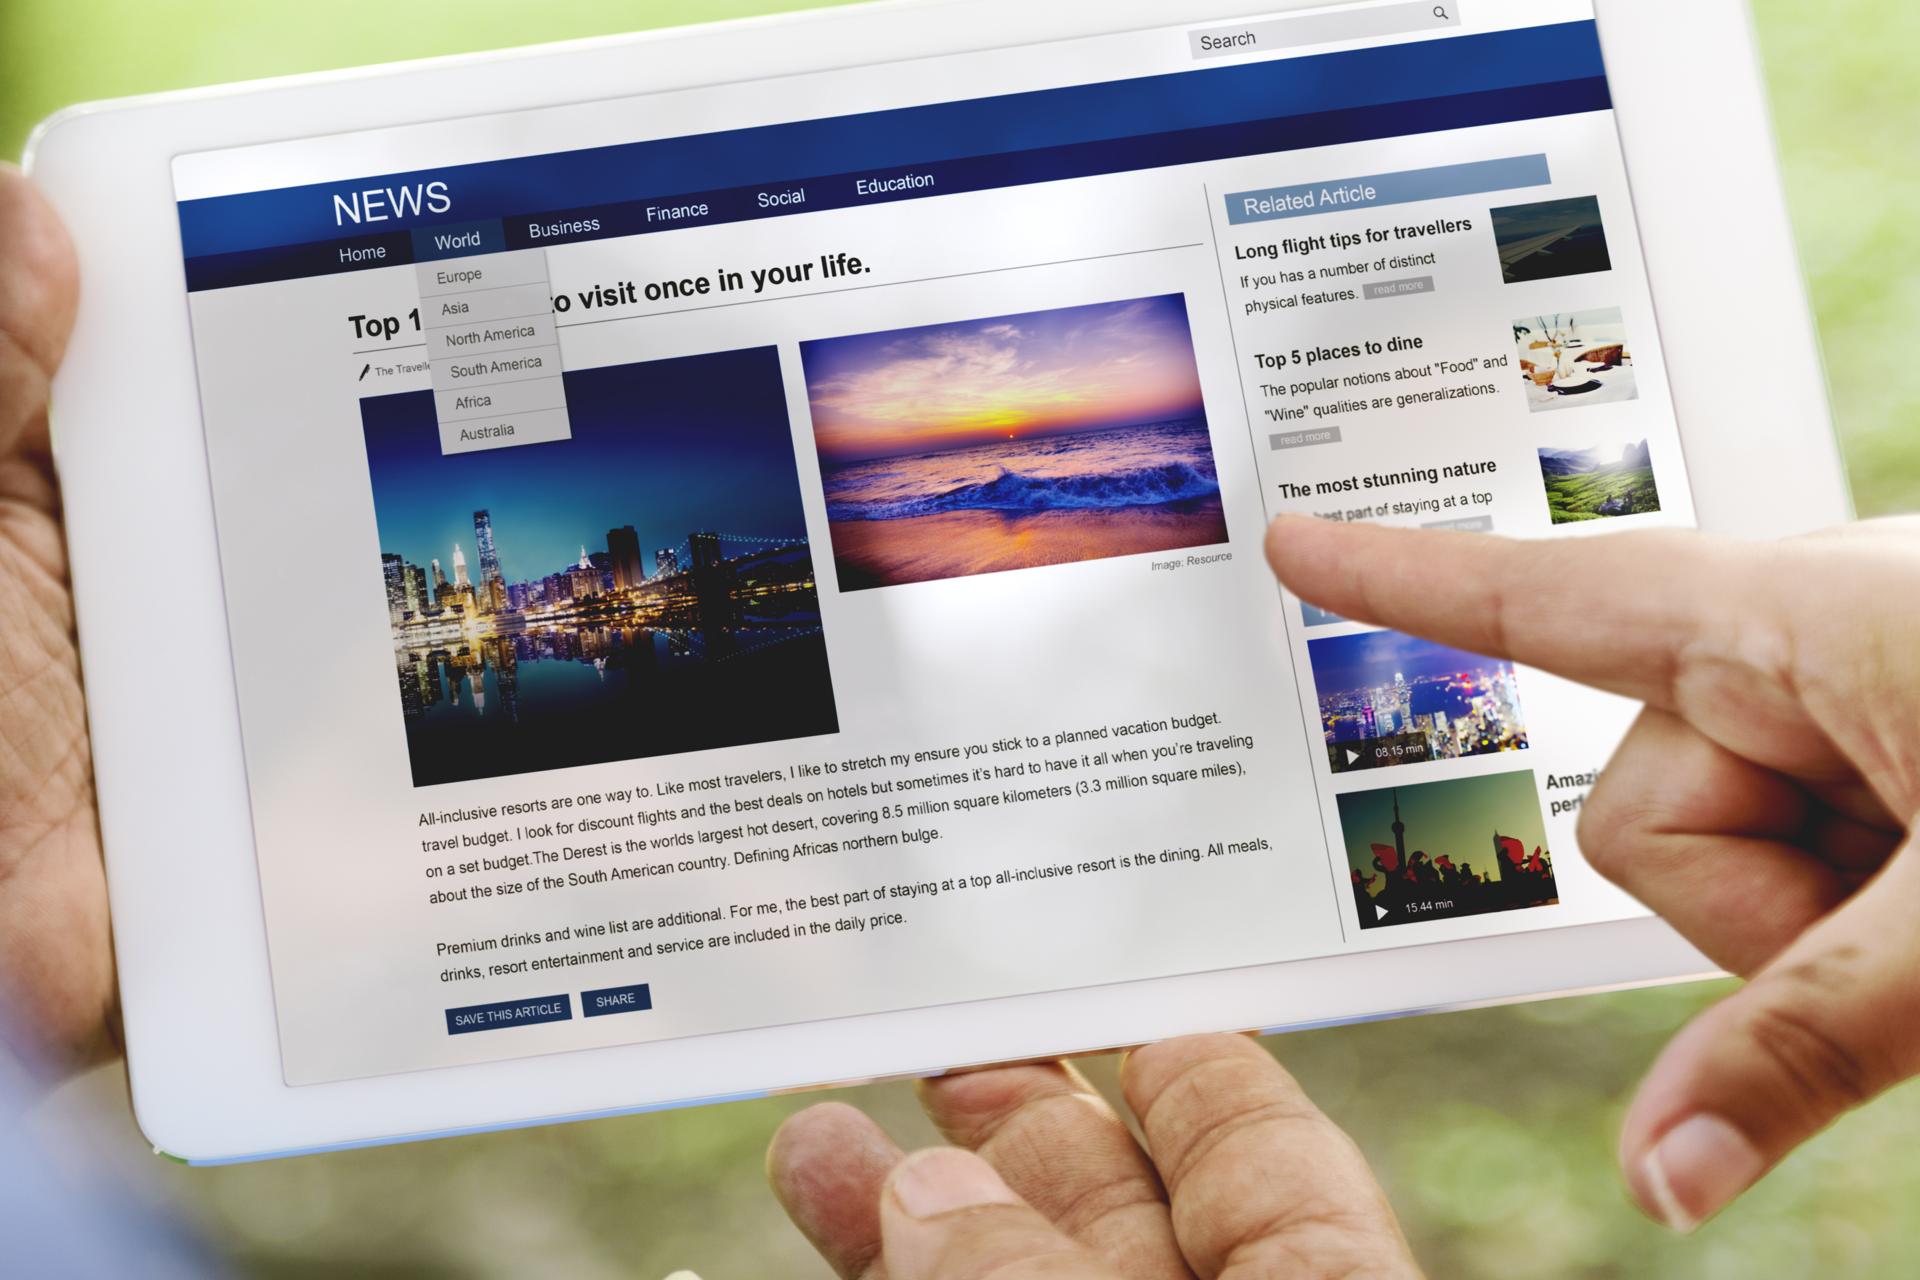 Search
NEWS
Home World Business Finance Social Education
Europe
Asia
North America
South America
Africa
Australia
Top to visit once in your life.
The
Image: Resource
All-inclusive resorts are one way to. Like most travelers, I like to stretch my ensure you stick to a planned vacation budget.
travel budget. I look for discount flights and the best deals on hotels but sometimes it's hard to have it all when you're traveling
on a set budget.The Derest is the worlds largest hot desert, covering 8.5 million square kilometers (3.3 million square miles),
about the size of the South American country. Defining Africas northern bulge.
Premium drinks and wine list are additional. For me, the best part of staying at a top all-inclusive resort is the dining. All meals,
drinks, resort entertainment and service are included in the daily price.
SAVE THIS ARTICLE SHARE
Related Article
Long flight tips for travellers
If you has a number of distinct
physical features. read more
Top 5 places to dine
The popular notions about "Food" and
"Wine" qualities are generalizations.
read more
The most stunning nature
best part of staying at a top
read more
08.15 min
15.44 min